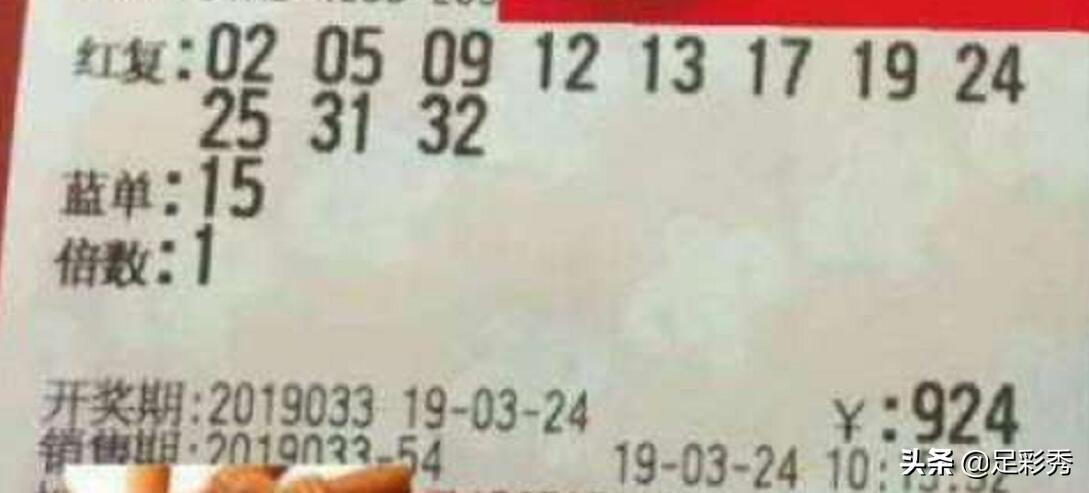 红复:02 05 09 12 13 17 19 24
25 31 32
蓝单:15
倍数:1
开奖期:2019033 19-03-24 ¥:924
销售期:2019033-54 19-03-24 10:
头条 @足彩秀